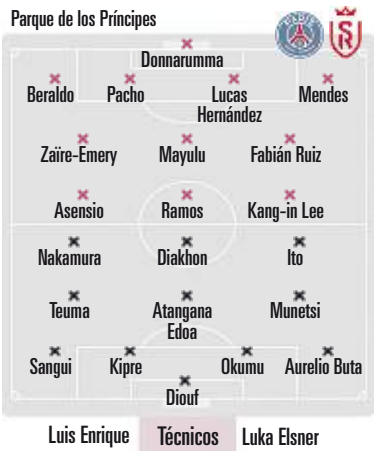 Parque de los Príncipes
Donnarumma
Beraldo Pacho Lucas Mendes
Hernández
Zaïre-Emery Mayulu Fabián Ruiz
Asensio Ramos Kang-in Lee
Nakamura Diakhon Ito
Teuma Atangana Munetsi
Edoa
Sangui Kipre Okumu Aurelio Buta
Diouf
Luis Enrique Técnicos Luka Elsner